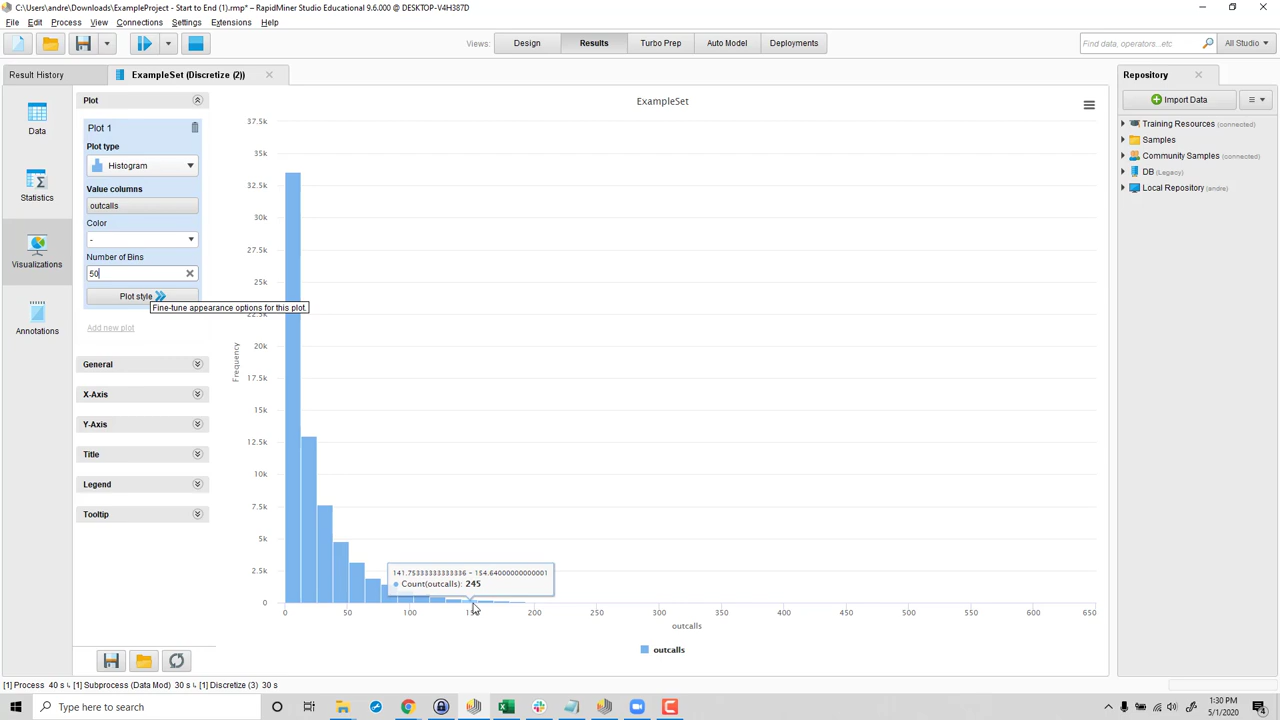 C:\Users\andre\Downloads\ExampleProject - Start to End (1).rmp* – RapidMiner Studio Educational 9.6.000 @ DESKTOP-V4H387D
File Edit Process View Connections Settings Extensions Help
Views: Design Results Turbo Prep Auto Model Deployments
Find data, operators...etc
All Studio
Result History
ExampleSet (Discretize (2))
Repository
Import Data
Training Resources (connected)
Samples
Community Samples (connected)
DB (Legacy)
Local Repository (andre)
Data
Statistics
Visualizations
Annotations
Plot
Plot 1
Plot type
Histogram
Value columns
outcalls
Color
-
Number of Bins
50
Plot style
Fine-tune appearance options for this plot.
Add new plot
General
X-Axis
Y-Axis
Title
Legend
Tooltip
ExampleSet
37.5k
35k
32.5k
30k
27.5k
25k
22.5k
20k
17.5k
15k
12.5k
10k
7.5k
5k
2.5k
0
Frequency
141.75333333333336 – 154.64000000000001
Count(outcalls): 245
0 50 100 150 200 250 300 350 400 450 500 550 600 650
outcalls
outcalls
[1] Process 40 s ↳ [1] Subprocess (Data Mod) 30 s ↳ [1] Discretize (3) 30 s
Type here to search
1:30 PM
5/1/2020
4